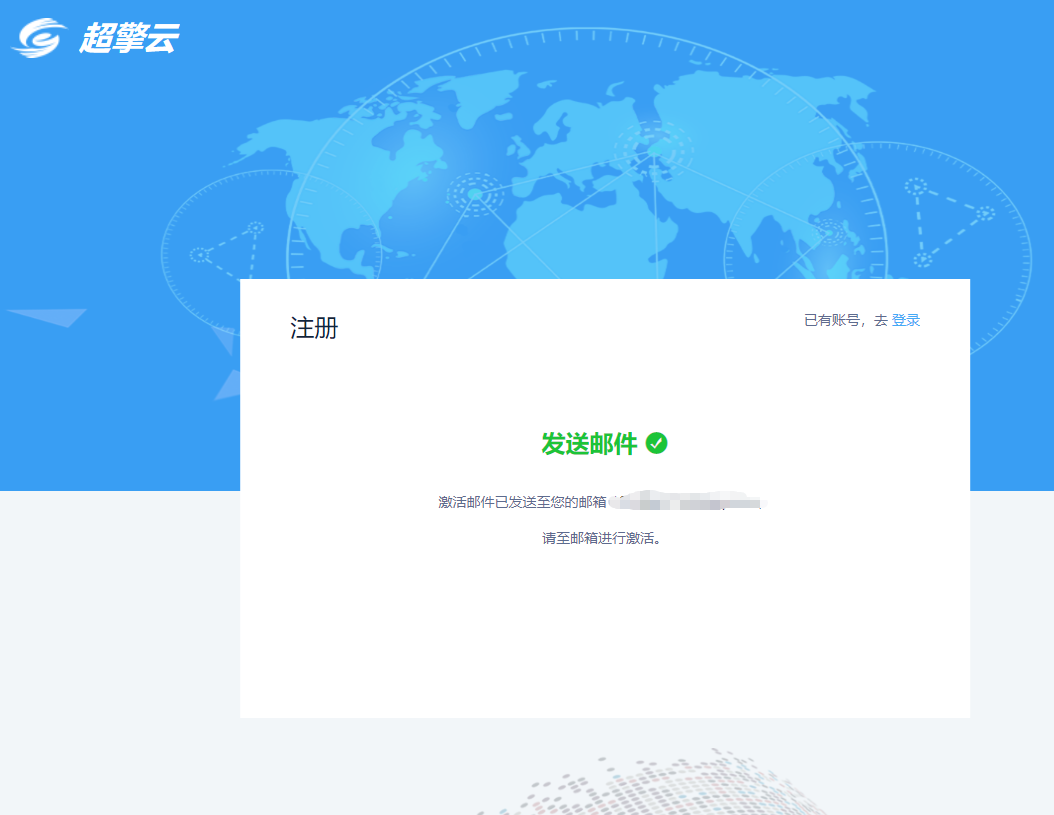 超擎云
注册
已有账号，去 登录
发送邮件
激活邮件已发送至您的邮箱
请至邮箱进行激活。